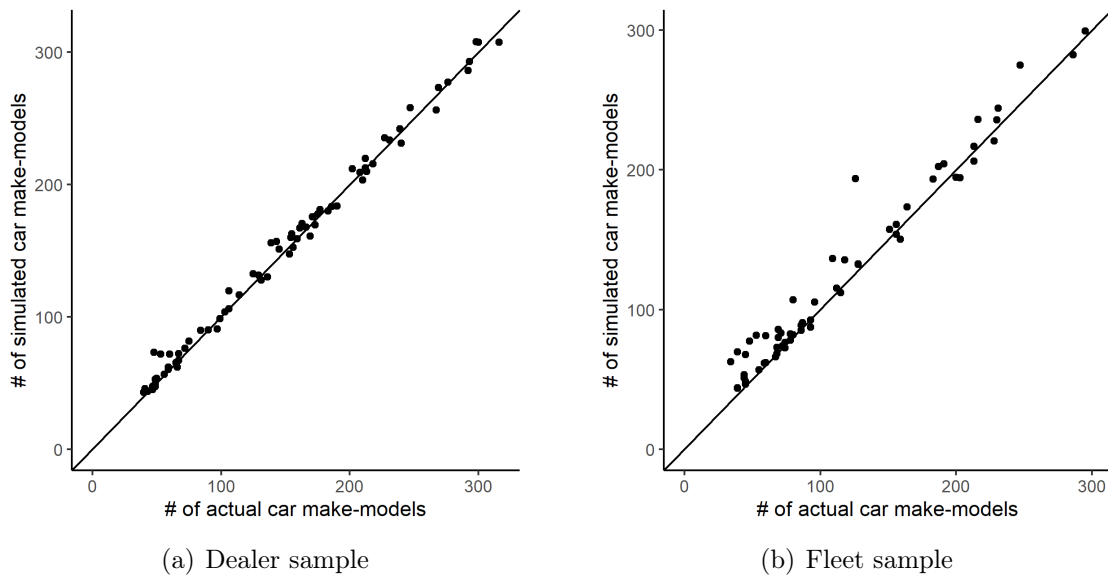 # of simulated car make-models
300
200
100
0
0 100 200 300
# of actual car make-models
(a) Dealer sample
# of simulated car make-models
300
200
100
0
0 100 200 300
# of actual car make-models
(b) Fleet sample